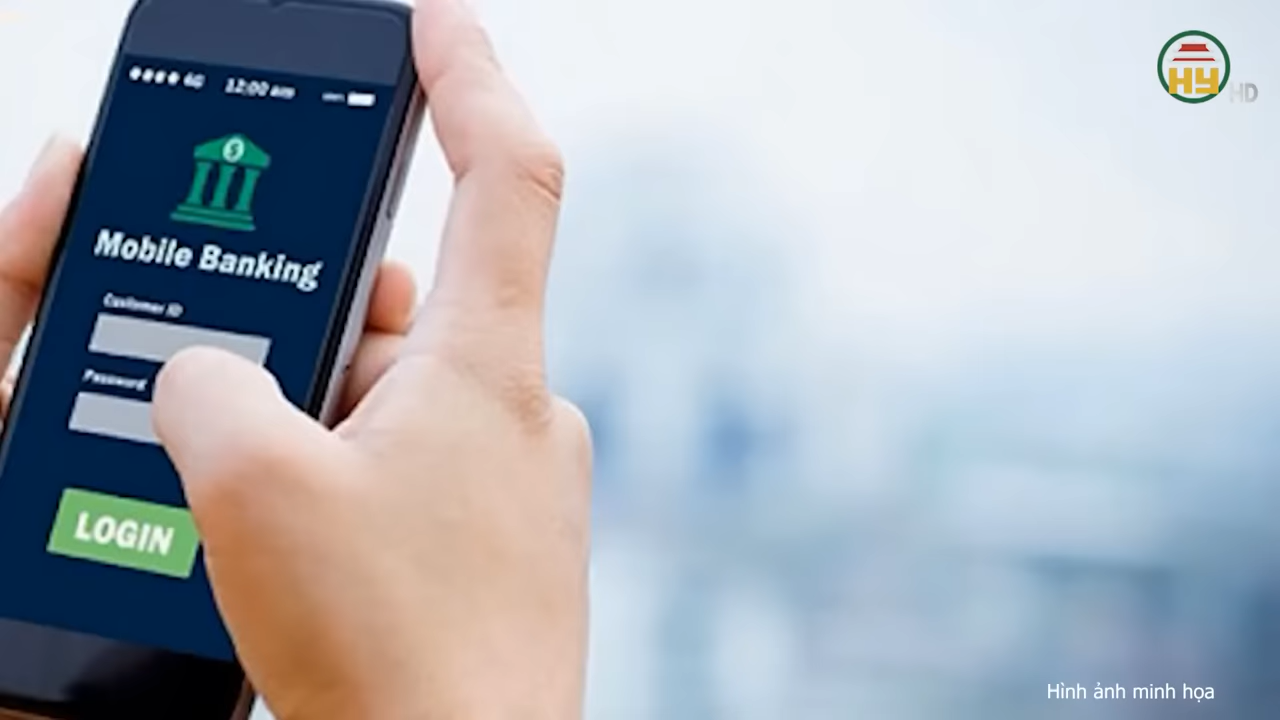 4G 12:00 am
HY HD
Mobile Banking
Customer ID
Password
LOGIN
Hình ảnh minh họa